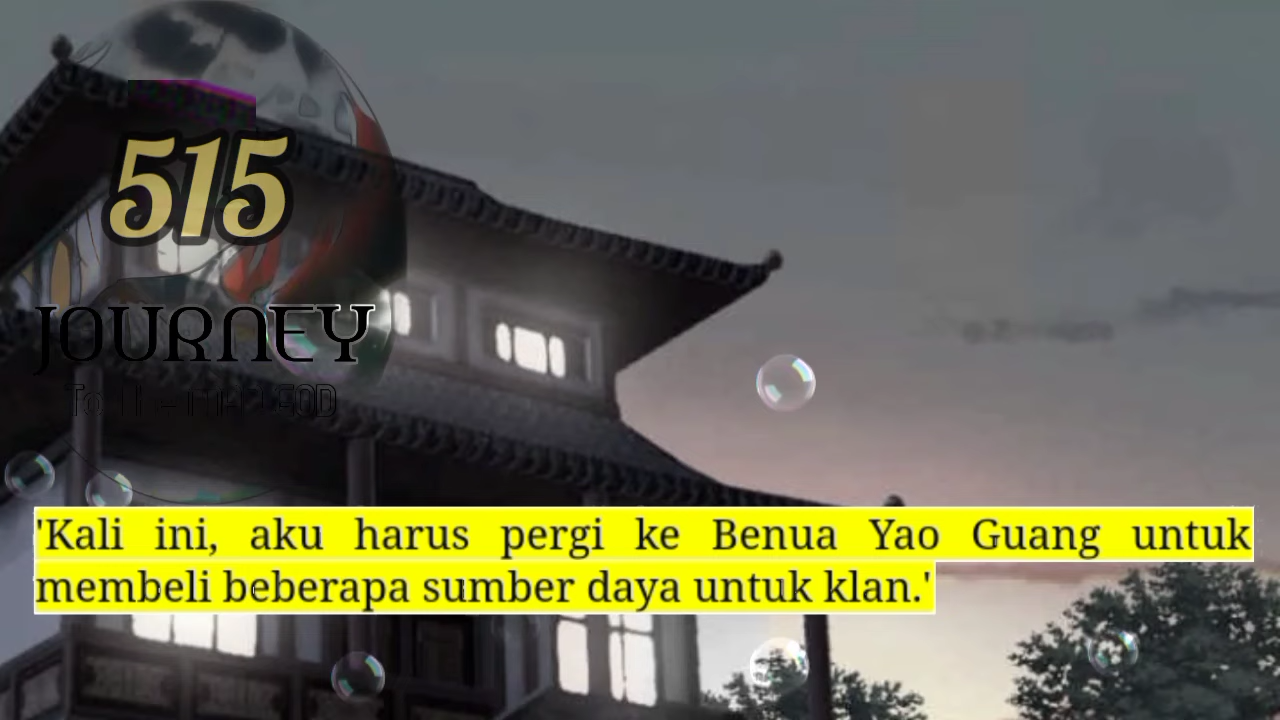 515
JOURNEY
'Kali ini, aku harus pergi ke Benua Yao Guang untuk
membeli beberapa sumber daya untuk klan.'